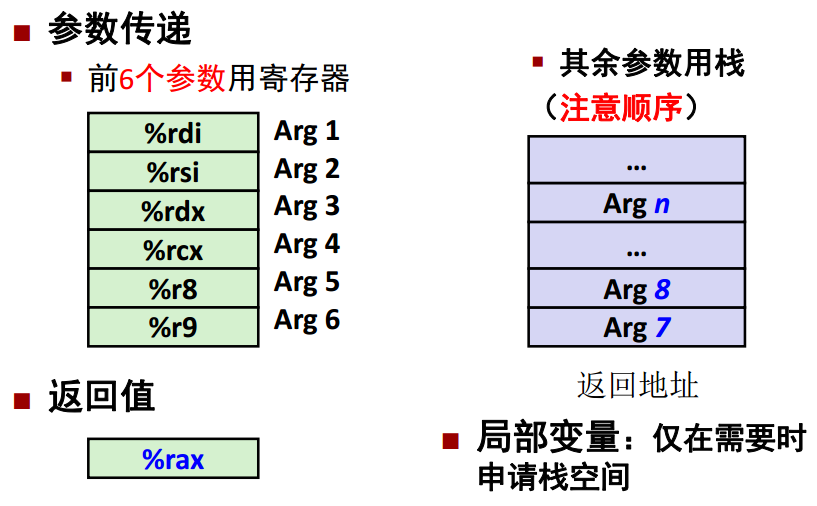 参数传递
前6个参数用寄存器
%rdi Arg 1
%rsi Arg 2
%rdx Arg 3
%rcx Arg 4
%r8 Arg 5
%r9 Arg 6
返回值
%rax
其余参数用栈
（注意顺序）
…
Arg n
…
Arg 8
Arg 7
返回地址
局部变量：仅在需要时
申请栈空间